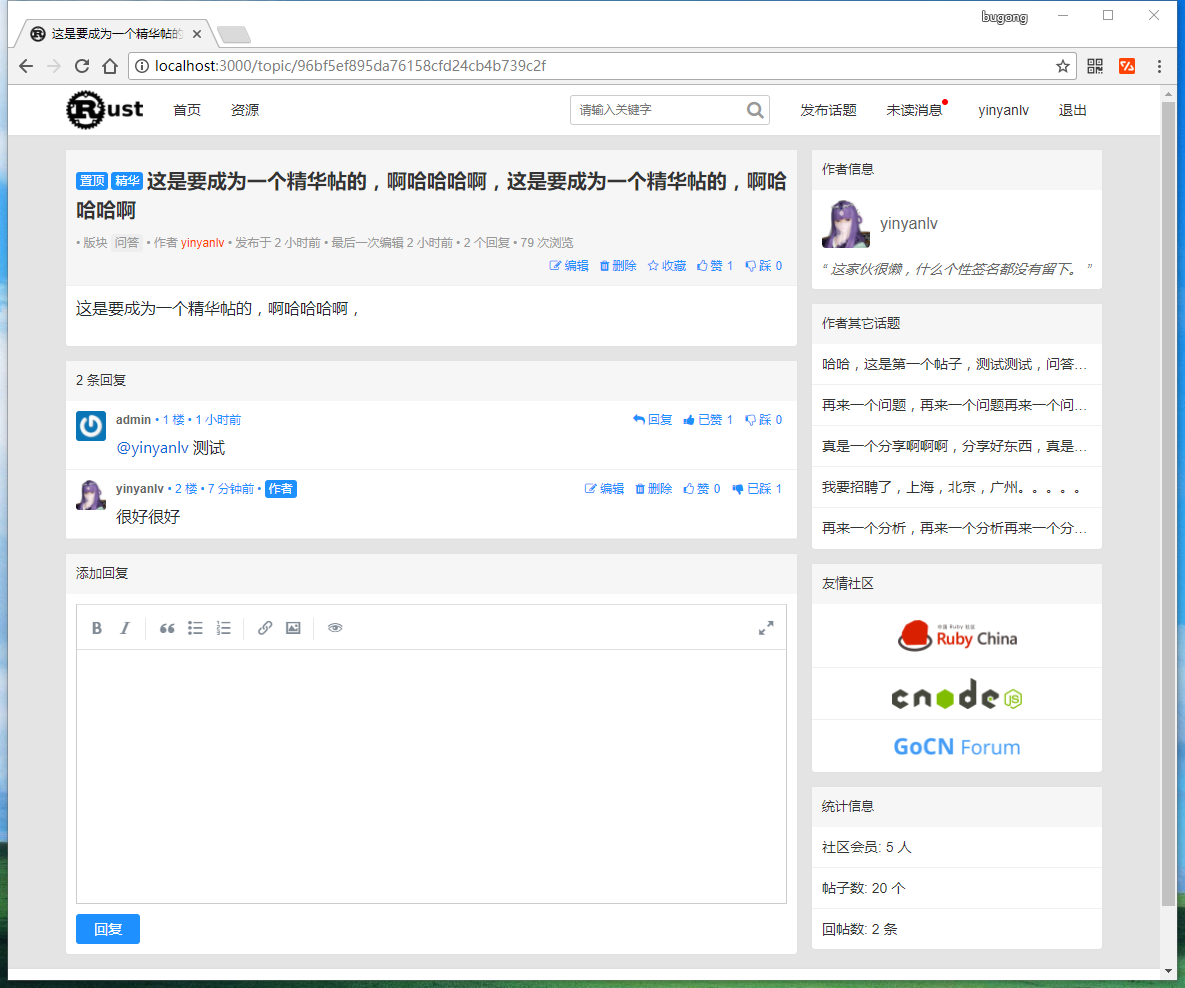 bugong
这是要成为一个精华帖的
localhost:3000/topic/96bf5ef895da76158cfd24cb4b739c2f
Rust 首页 资源 请输入关键字 发布话题 未读消息 yinyanlv 退出
置顶 精华 这是要成为一个精华帖的，啊哈哈哈啊，这是要成为一个精华帖的，啊哈
哈哈啊
• 版块 问答 • 作者 yinyanlv • 发布于 2 小时前 • 最后一次编辑 2 小时前 • 2 个回复 • 79 次浏览
编辑 删除 收藏 赞 1 踩 0
这是要成为一个精华帖的，啊哈哈哈啊，
2 条回复
admin • 1 楼 • 1 小时前 回复 已赞 1 踩 0
@yinyanlv 测试
yinyanlv • 2 楼 • 7 分钟前 • 作者 编辑 删除 赞 0 已踩 1
很好很好
添加回复
B I
回复
作者信息
yinyanlv
“ 这家伙很懒，什么个性签名都没有留下。 ”
作者其它话题
哈哈，这是第一个帖子，测试测试，问答...
再来一个问题，再来一个问题再来一个问...
真是一个分享啊啊啊，分享好东西，真是...
我要招聘了，上海，北京，广州。。。。。
再来一个分析，再来一个分析再来一个分...
友情社区
中国 Ruby 社区
Ruby China
cnode JS
GoCN Forum
统计信息
社区会员: 5 人
帖子数: 20 个
回帖数: 2 条